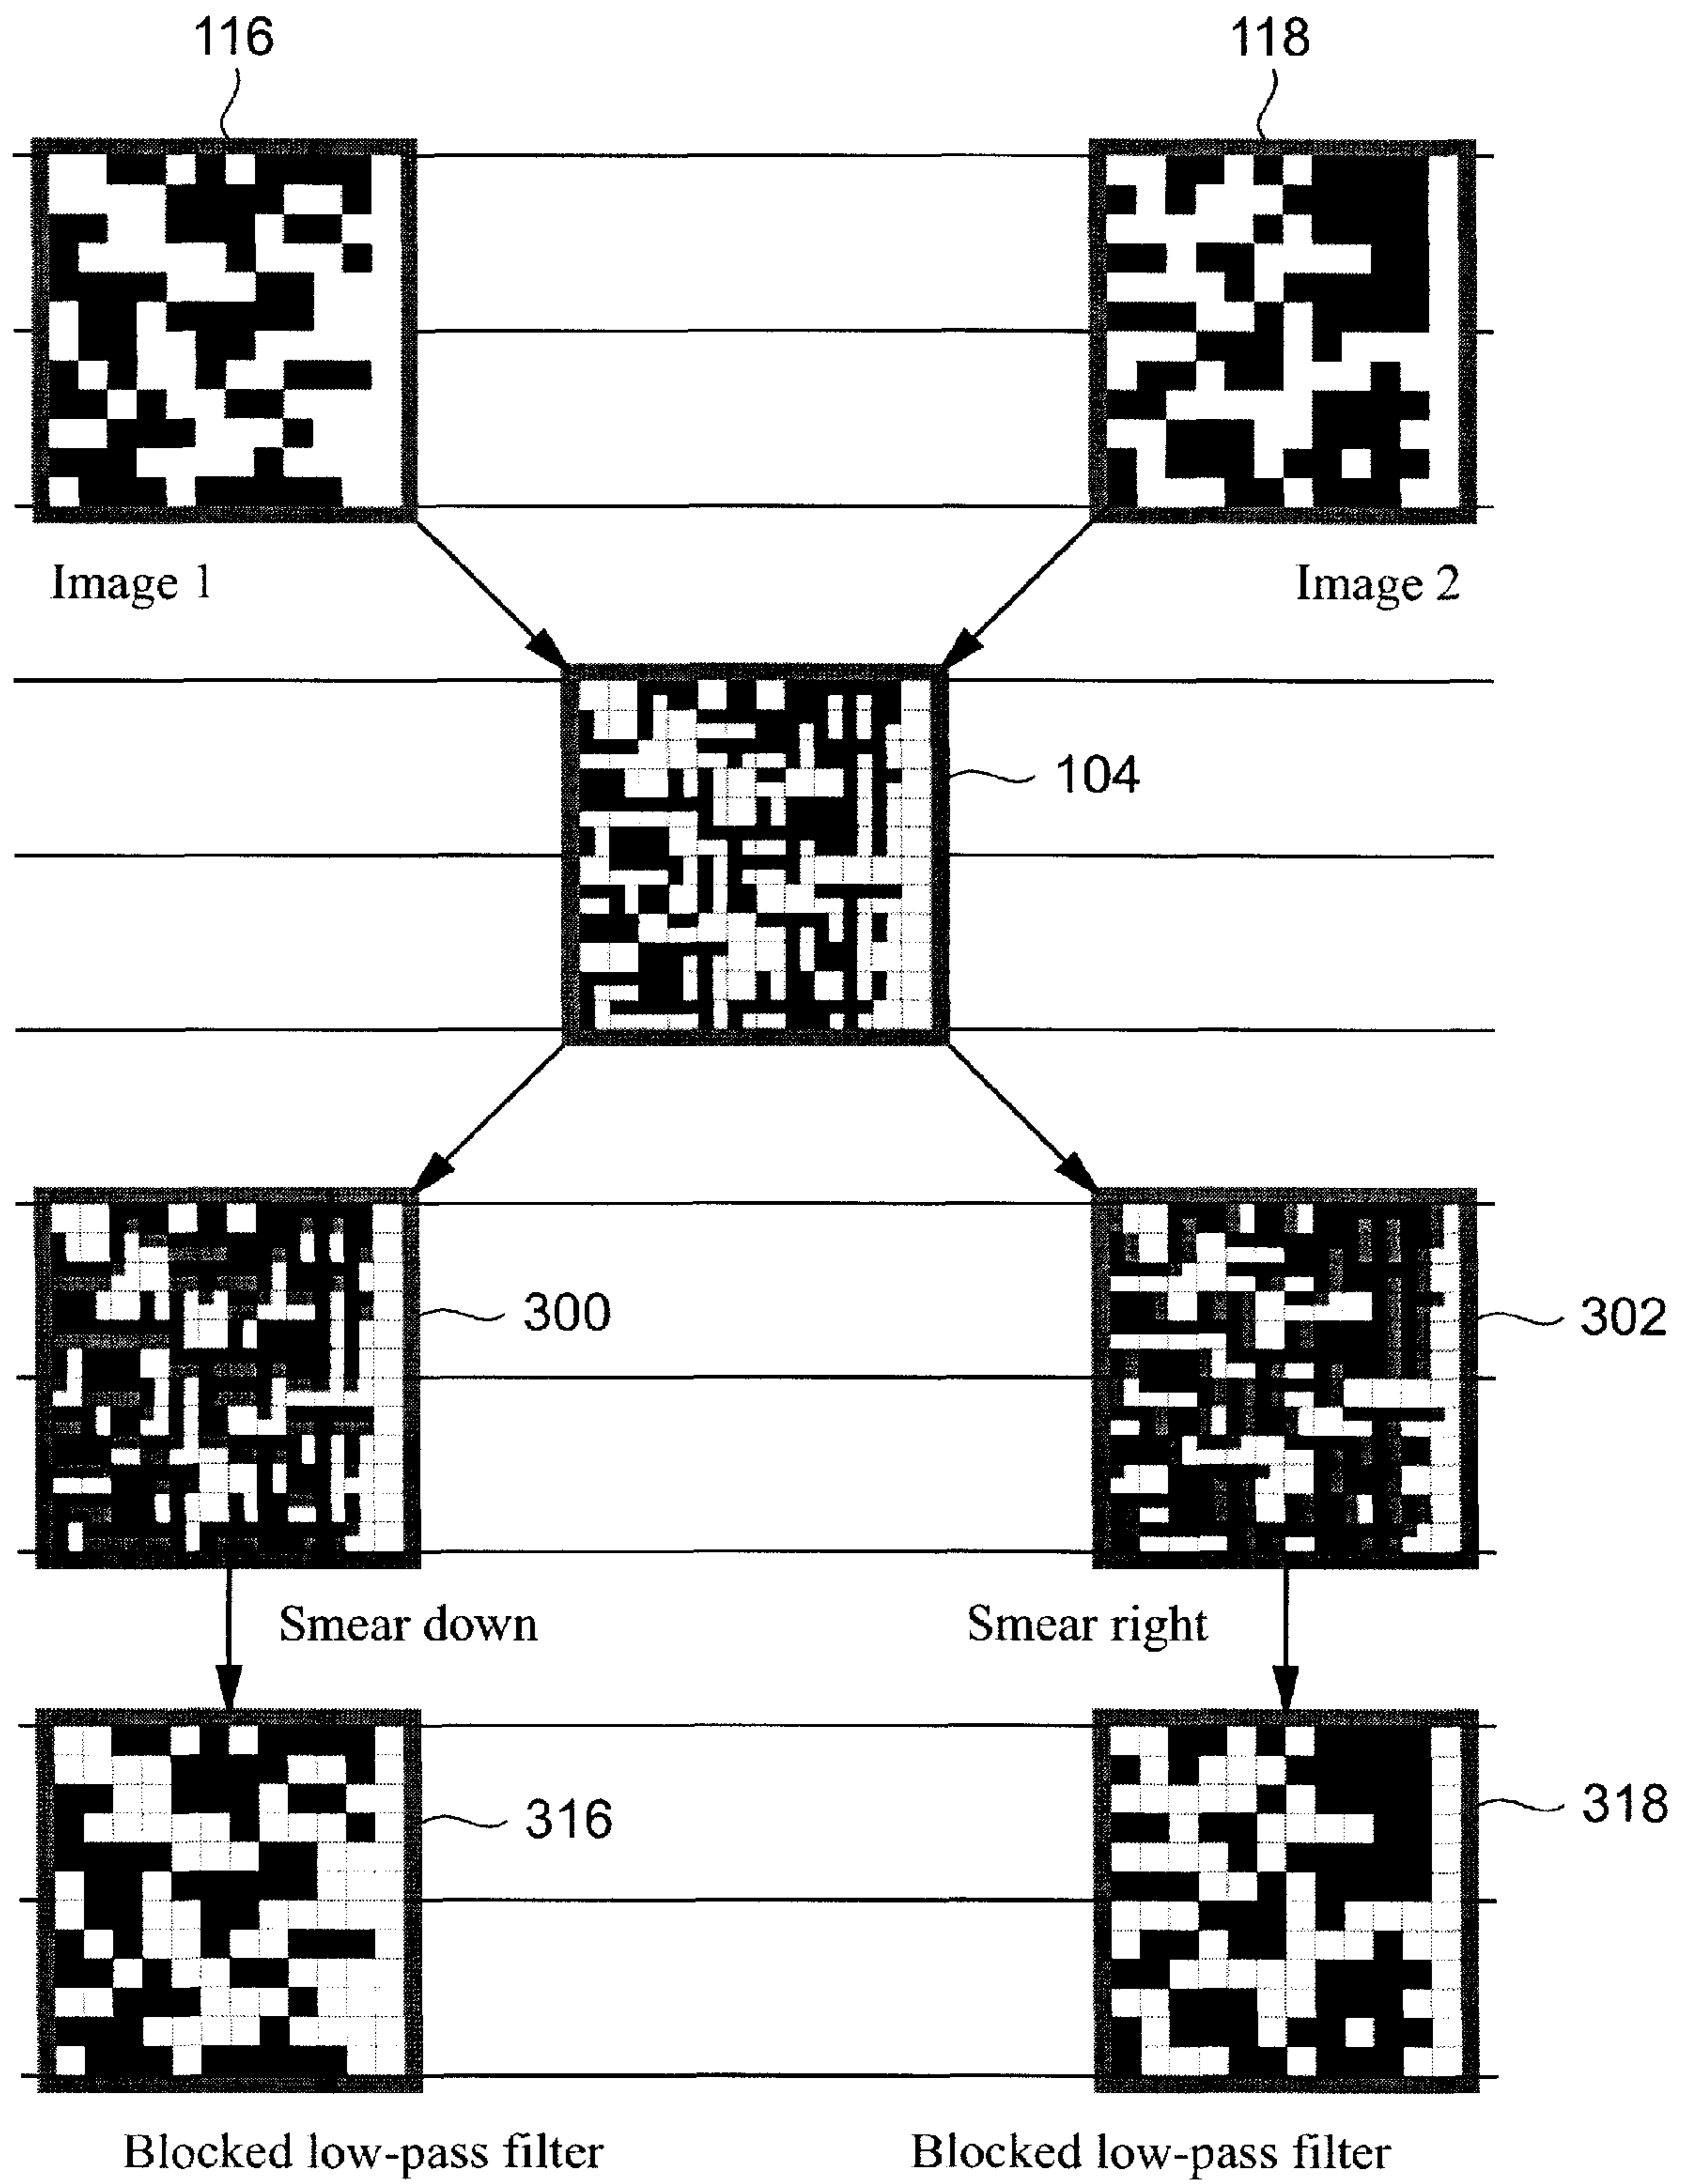 116
118
Image 1
Image 2
104
300
302
Smear down
Smear right
316
318
Blocked low-pass filter
Blocked low-pass filter